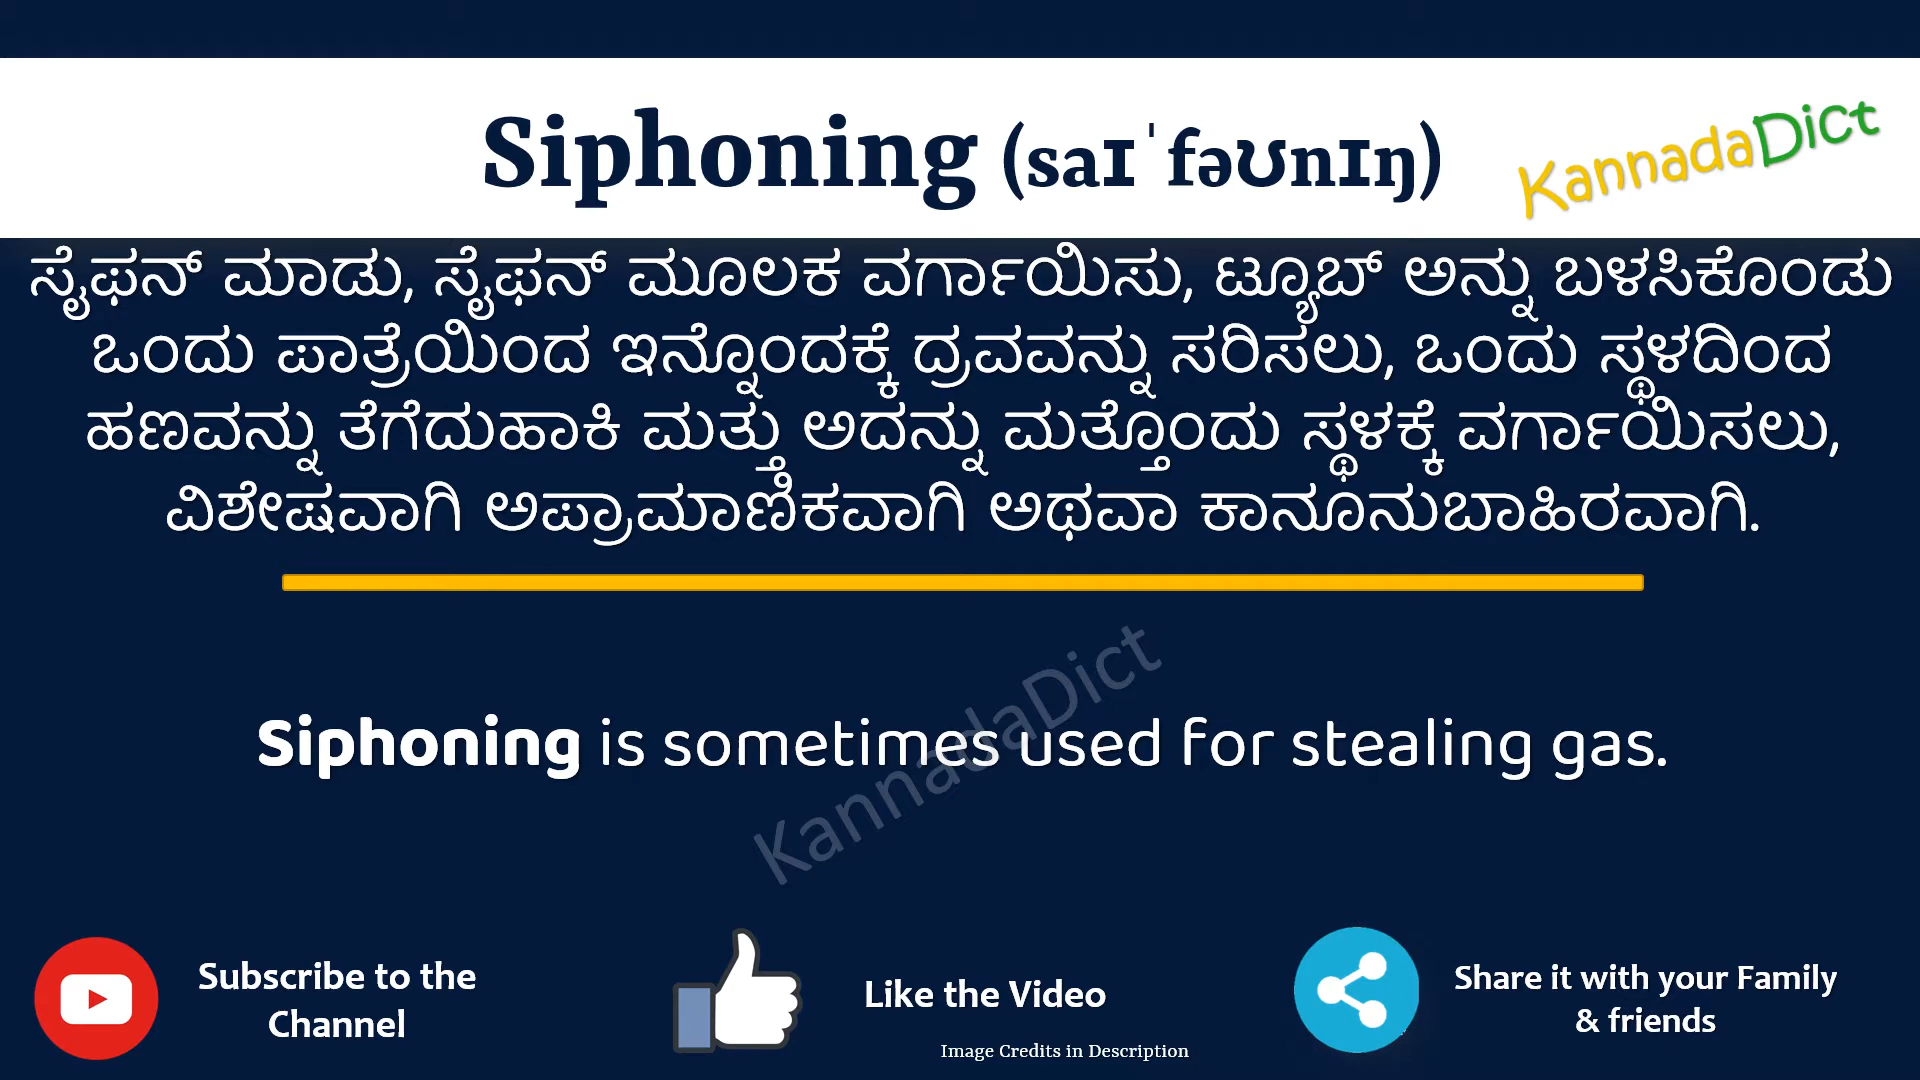 Siphoning (saɪˈfəʊnɪŋ)
KannadaDict
ಸೈಫನ್ ಮಾಡು, ಸೈಫನ್ ಮೂಲಕ ವರ್ಗಾಯಿಸು, ಟ್ಯೂಬ್ ಅನ್ನು ಬಳಸಿಕೊಂಡು
ಒಂದು ಪಾತ್ರೆಯಿಂದ ಇನ್ನೊಂದಕ್ಕೆ ದ್ರವವನ್ನು ಸರಿಸಲು, ಒಂದು ಸ್ಥಳದಿಂದ
ಹಣವನ್ನು ತೆಗೆದುಹಾಕಿ ಮತ್ತು ಅದನ್ನು ಮತ್ತೊಂದು ಸ್ಥಳಕ್ಕೆ ವರ್ಗಾಯಿಸಲು,
ವಿಶೇಷವಾಗಿ ಅಪ್ರಾಮಾಣಿಕವಾಗಿ ಅಥವಾ ಕಾನೂನುಬಾಹಿರವಾಗಿ.
KannadaDict
Siphoning is sometimes used for stealing gas.
Subscribe to the
Channel
Like the Video
Share it with your Family
& friends
Image Credits in Description